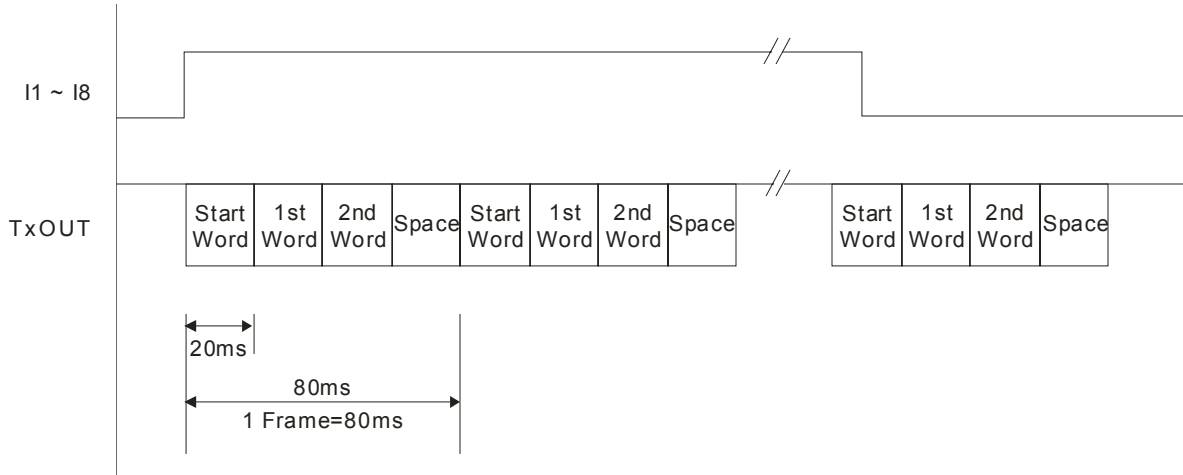 I1 ~ I8
TxOUT
Start Word
1st Word
2nd Word
Space
Start Word
1st Word
2nd Word
Space
Start Word
1st Word
2nd Word
Space
20ms
80ms
1 Frame=80ms